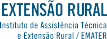 EXTENSÃO RURAL
Instituto de Assistência Técnica
e Extensão Rural / EMATER